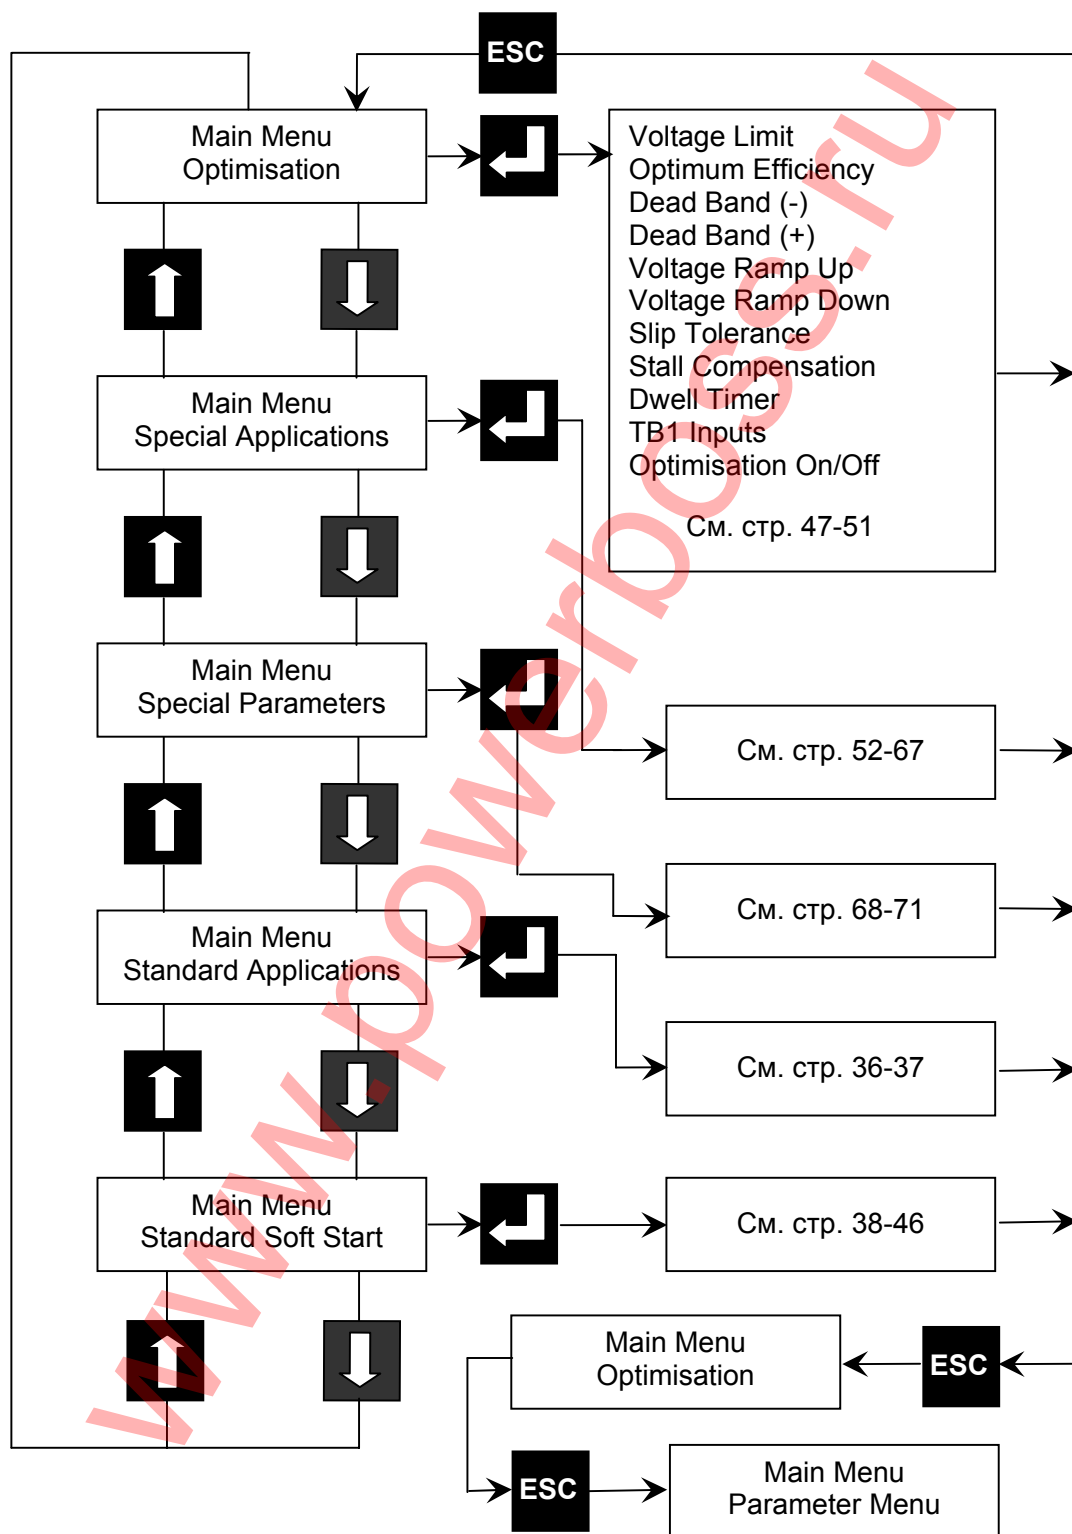 ESC
Main Menu
Optimisation
Voltage Limit
Optimum Efficiency
Dead Band (-)
Dead Band (+)
Voltage Ramp Up
Voltage Ramp Down
Slip Tolerance
Stall Compensation
Dwell Timer
TB1 Inputs
Optimisation On/Off
См. стр. 47-51
Main Menu
Special Applications
Main Menu
Special Parameters
См. стр. 52-67
См. стр. 68-71
Main Menu
Standard Applications
См. стр. 36-37
Main Menu
Standard Soft Start
См. стр. 38-46
Main Menu
Optimisation
ESC
ESC
Main Menu
Parameter Menu
www.powerboss.ru